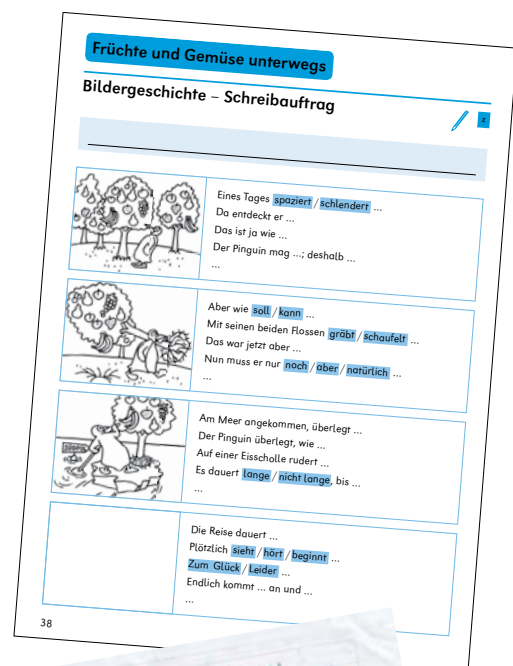 Früchte und Gemüse unterwegs
Bildergeschichte – Schreibauftrag
z
Eines Tages spaziert / schlendert ...
Da entdeckt er ...
Das ist ja wie ...
Der Pinguin mag ...; deshalb ...
...
Aber wie soll / kann ...
Mit seinen beiden Flossen gräbt / schaufelt ...
Das war jetzt aber ...
Nun muss er nur noch / aber / natürlich ...
...
Am Meer angekommen, überlegt ...
Der Pinguin überlegt, wie ...
Auf einer Eisscholle rudert ...
Es dauert lange / nicht lange, bis ...
...
Die Reise dauert ...
Plötzlich sieht / hört / beginnt ...
Zum Glück / Leider ...
Endlich kommt ... an und ...
...
38